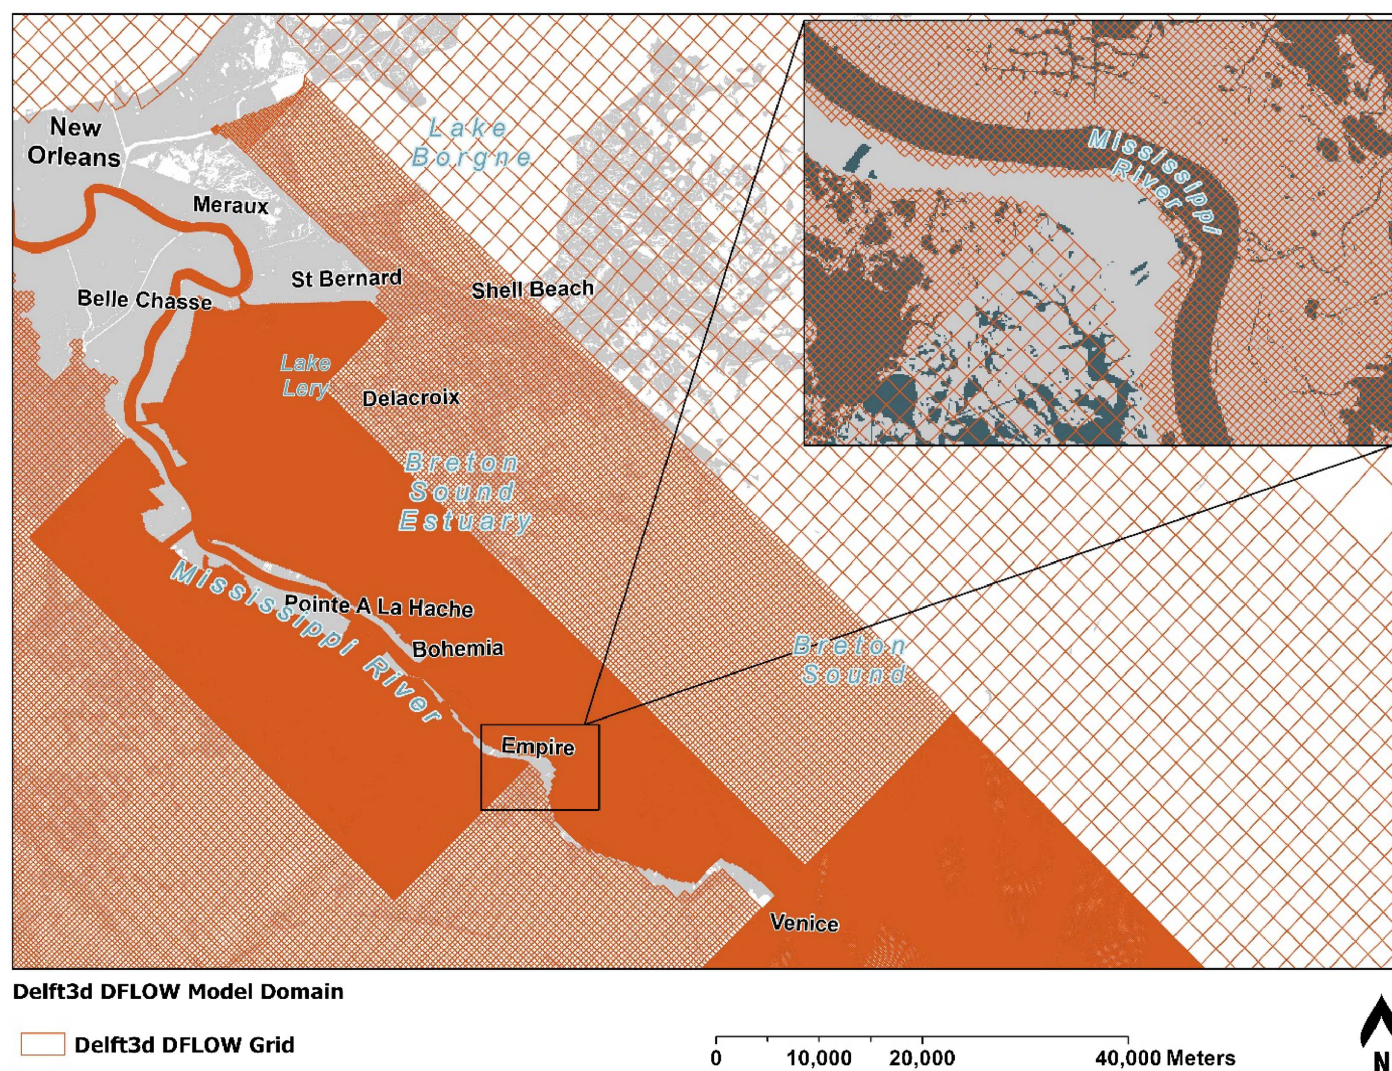 New
Orleans
Lake
Borgne
Meraux
St Bernard
Shell Beach
Belle Chasse
Lake
Lery
Delacroix
Breton
Sound
Estuary
Mississippi River
Pointe A La Hache
Bohemia
Breton
Sound
Empire
Venice
Mississippi
River
Delft3d DFLOW Model Domain
Delft3d DFLOW Grid
0 10,000 20,000 40,000 Meters
N